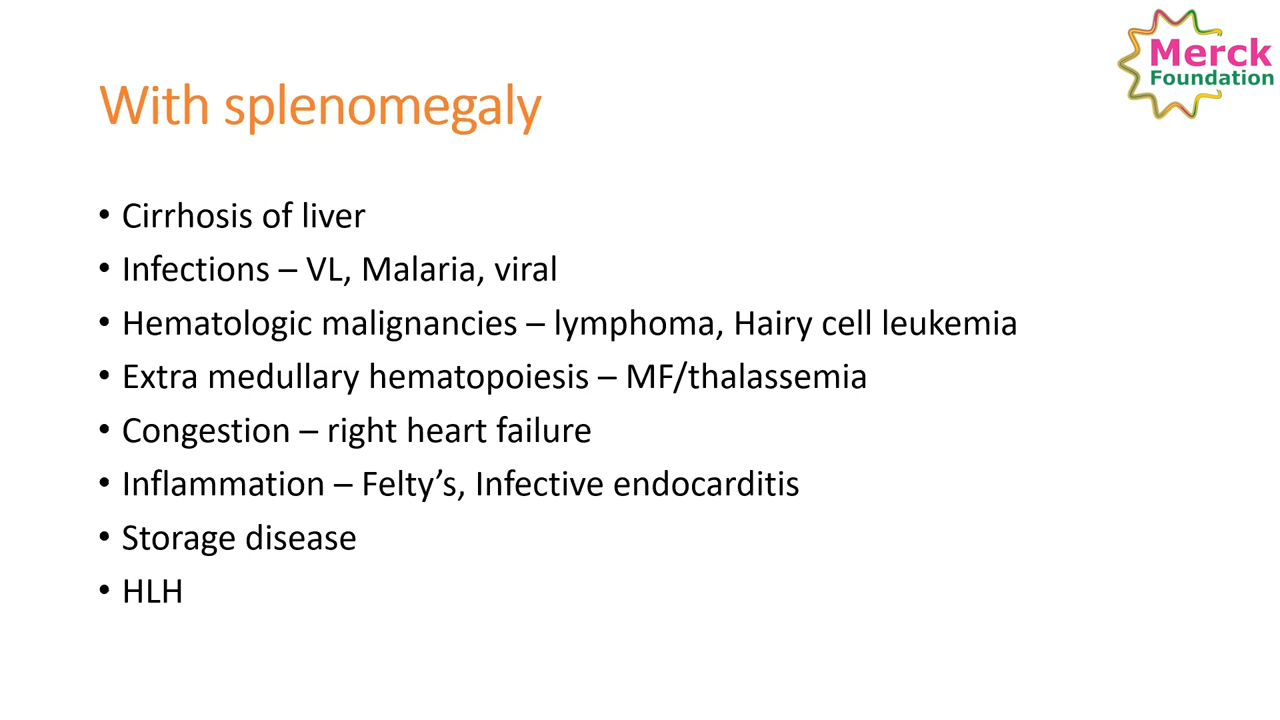 Merck
Foundation
With splenomegaly
• Cirrhosis of liver
• Infections – VL, Malaria, viral
• Hematologic malignancies – lymphoma, Hairy cell leukemia
• Extra medullary hematopoiesis – MF/thalassemia
• Congestion – right heart failure
• Inflammation – Felty’s, Infective endocarditis
• Storage disease
• HLH